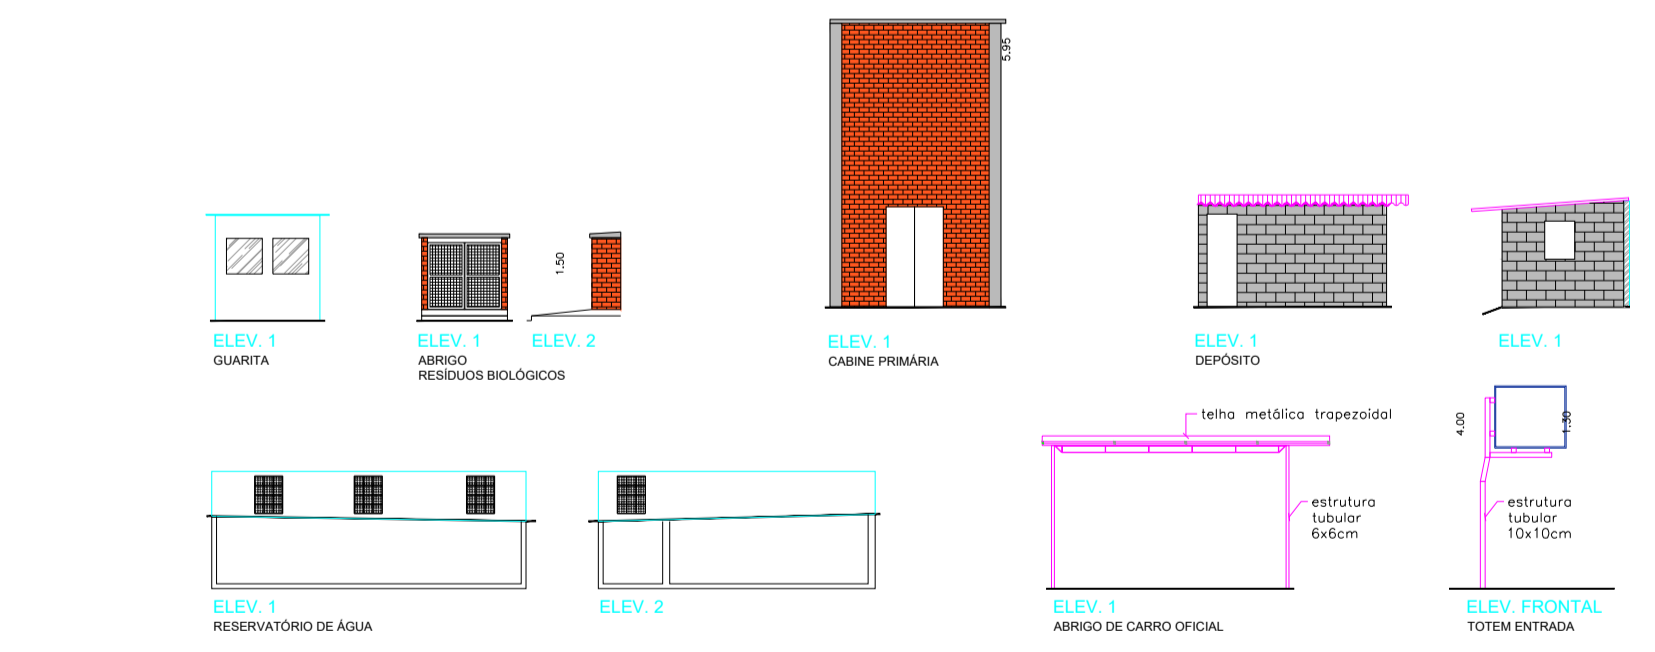 5.95
1.50
ELEV. 1
GUARITA
ELEV. 1
ABRIGO
RESÍDUOS BIOLÓGICOS
ELEV. 2
ELEV. 1
CABINE PRIMÁRIA
ELEV. 1
DEPÓSITO
ELEV. 1
telha metálica trapezoidal
4.00
1.30
estrutura
tubular
6x6cm
estrutura
tubular
10x10cm
ELEV. 1
RESERVATÓRIO DE ÁGUA
ELEV. 2
ELEV. 1
ABRIGO DE CARRO OFICIAL
ELEV. FRONTAL
TOTEM ENTRADA